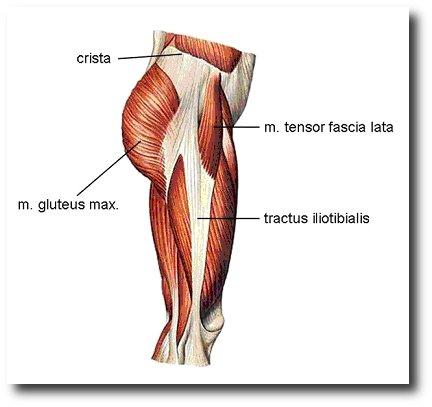 crista
m. tensor fascia lata
m. gluteus max.
tractus iliotibialis